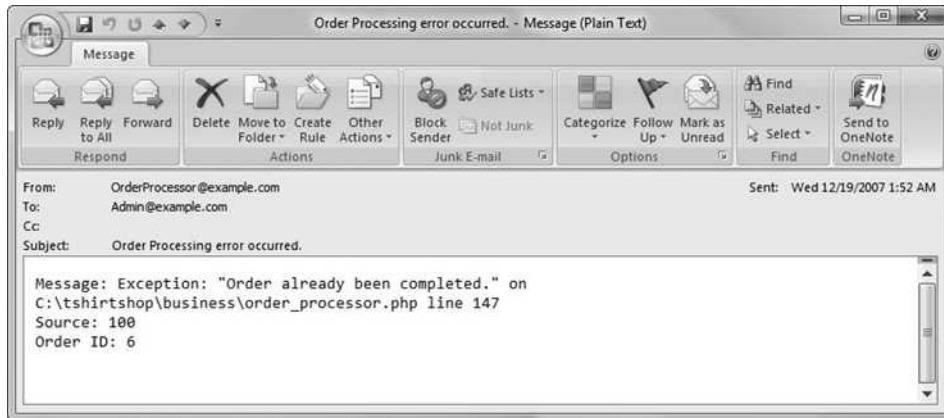 Order Processing error occurred. - Message (Plain Text)
Message
Reply
Reply to All
Forward
Respond
Delete
Move to Folder
Create Rule
Other Actions
Actions
Block Sender
Safe Lists
Not Junk
Junk E-mail
Categorize
Follow Up
Mark as Unread
Options
Find
Related
Select
Find
Send to OneNote
OneNote
From: OrderProcessor@example.com
Sent: Wed 12/19/2007 1:52 AM
To: Admin@example.com
Cc:
Subject: Order Processing error occurred.
Message: Exception: "Order already been completed." on
C:\tshirtshop\business\order_processor.php line 147
Source: 100
Order ID: 6